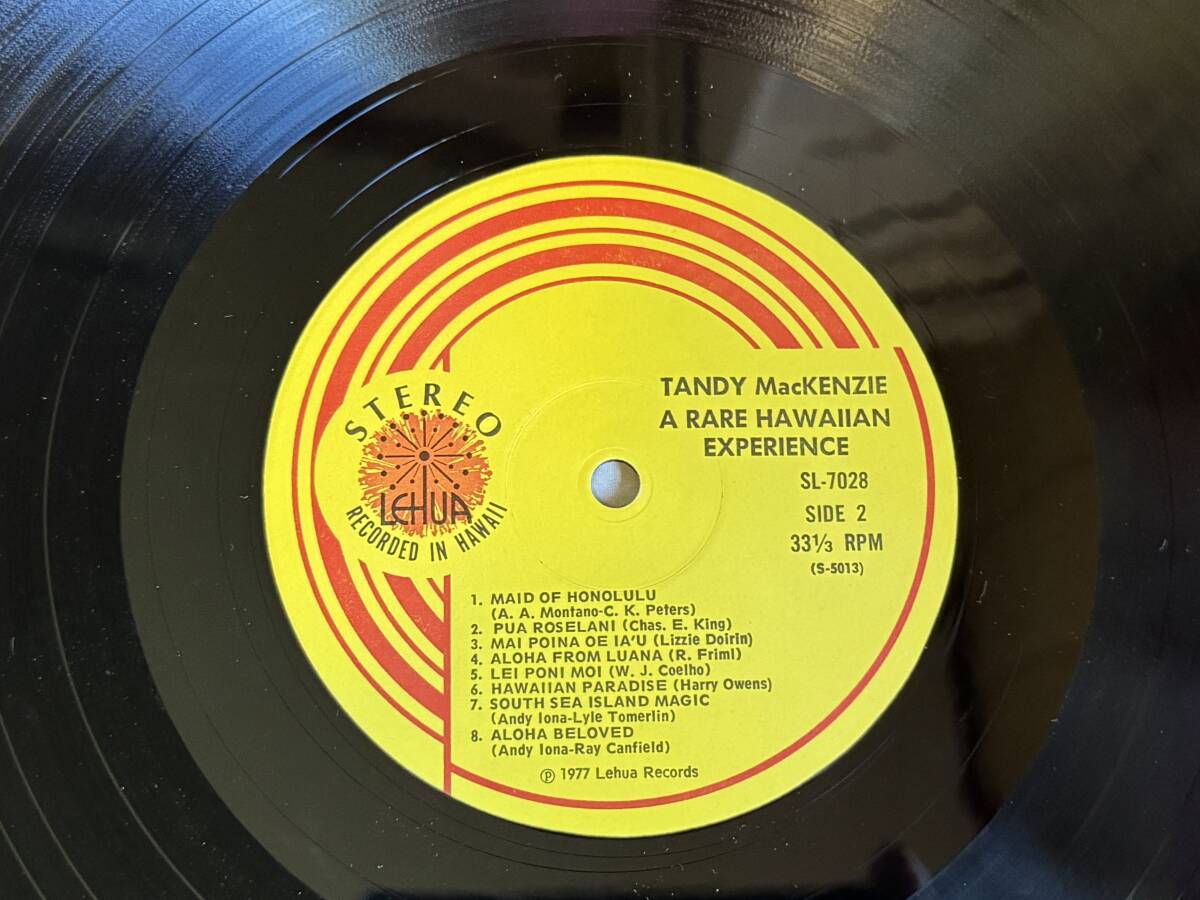 STEREO
LEHUA
RECORDED IN HAWAII
TANDY MacKENZIE
A RARE HAWAIIAN
EXPERIENCE
SL-7028
SIDE 2
33⅓ RPM
(S-5013)
1. MAID OF HONOLULU
(A. A. Montano-C. K. Peters)
2. PUA ROSELANI (Chas. E. King)
3. MAI POINA OE IA'U (Lizzie Doirin)
4. ALOHA FROM LUANA (R. Friml)
5. LEI PONI MOI (W. J. Coelho)
6. HAWAIIAN PARADISE (Harry Owens)
7. SOUTH SEA ISLAND MAGIC
(Andy Iona-Lyle Tomerlin)
8. ALOHA BELOVED
(Andy Iona-Ray Canfield)
℗ 1977 Lehua Records